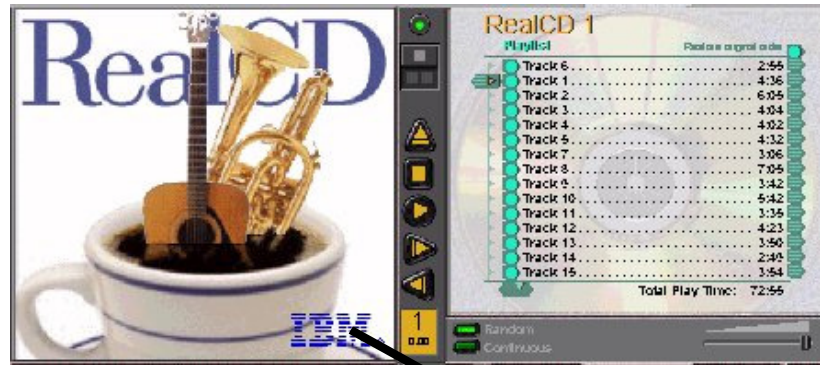 RealCD
IBM
1
0.00
RealCD 1
Playlist Restore original order
Track 6 2:55
Track 1 4:36
Track 2 6:05
Track 3 4:04
Track 4 4:02
Track 5 4:32
Track 7 3:06
Track 8 7:05
Track 9 3:42
Track 10 5:42
Track 11 3:35
Track 12 4:23
Track 13 3:50
Track 14
Track 15 3:54
Total Play Time: 72:55
Random
Continuous